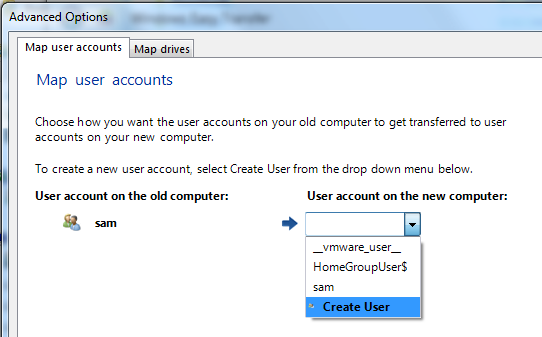 Advanced Options
Windows Easy Transfer
Map user accounts
Map drives
Map user accounts
Choose how you want the user accounts on your old computer to get transferred to user
accounts on your new computer.
To create a new user account, select Create User from the drop down menu below.
User account on the old computer:
User account on the new computer:
sam
__vmware_user__
HomeGroupUser$
sam
Create User